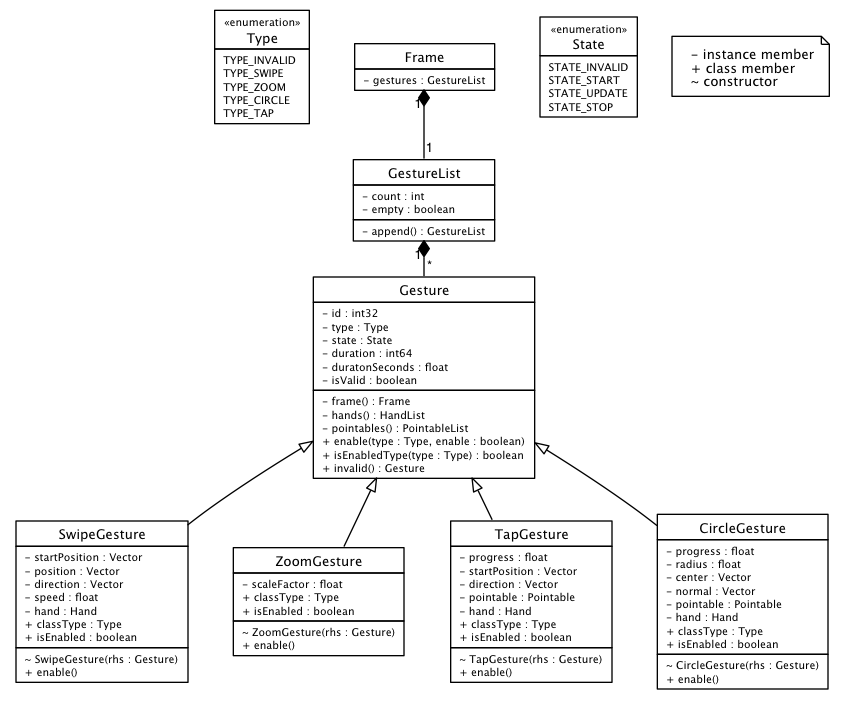 «enumeration»
Type
TYPE_INVALID
TYPE_SWIPE
TYPE_ZOOM
TYPE_CIRCLE
TYPE_TAP
Frame
– gestures : GestureList
1
1
«enumeration»
State
STATE_INVALID
STATE_START
STATE_UPDATE
STATE_STOP
– instance member
+ class member
~ constructor
GestureList
– count : int
– empty : boolean
– append() : GestureList
1
*
Gesture
– id : int32
– type : Type
– state : State
– duration : int64
– duratonSeconds : float
– isValid : boolean
– frame() : Frame
– hands() : HandList
– pointables() : PointableList
+ enable(type : Type, enable : boolean)
+ isEnabledType(type : Type) : boolean
+ invalid() : Gesture
SwipeGesture
– startPosition : Vector
– position : Vector
– direction : Vector
– speed : float
– hand : Hand
+ classType : Type
+ isEnabled : boolean
~ SwipeGesture(rhs : Gesture)
+ enable()
ZoomGesture
– scaleFactor : float
+ classType : Type
+ isEnabled : boolean
~ ZoomGesture(rhs : Gesture)
+ enable()
TapGesture
– progress : float
– startPosition : Vector
– direction : Vector
– pointable : Pointable
– hand : Hand
+ classType : Type
+ isEnabled : boolean
~ TapGesture(rhs : Gesture)
+ enable()
CircleGesture
– progress : float
– radius : float
– center : Vector
– normal : Vector
– pointable : Pointable
– hand : Hand
+ classType : Type
+ isEnabled : boolean
~ CircleGesture(rhs : Gesture)
+ enable()